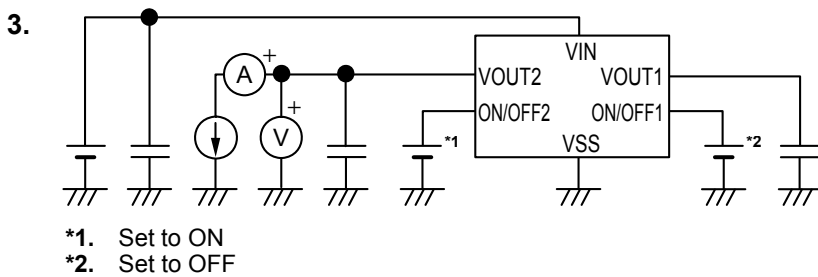 3.
VIN
A
+
VOUT2
VOUT1
+
ON/OFF2
ON/OFF1
V
*1
*2
VSS
*1. Set to ON
*2. Set to OFF